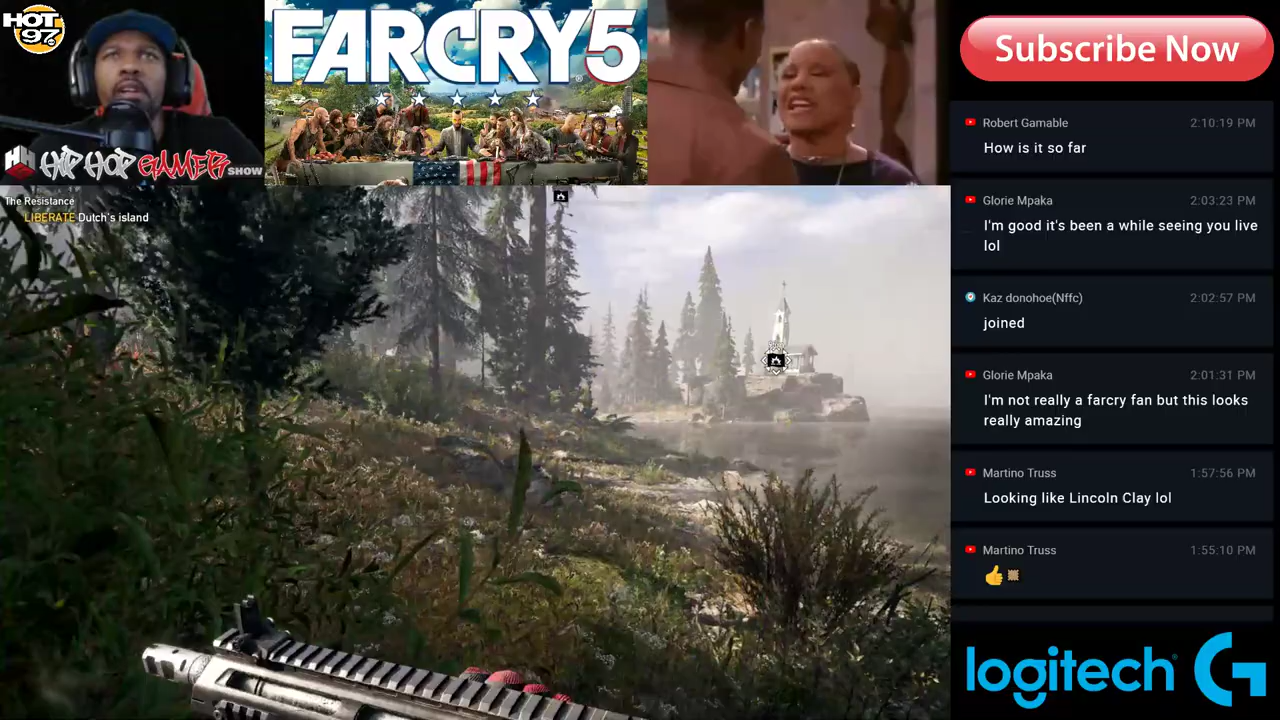 HOT
97
HIP HOP GAMER SHOW
FARCRY5
The Resistance
LIBERATE Dutch's island
Subscribe Now
Robert Gamable 2:10:19 PM
How is it so far
Glorie Mpaka 2:03:23 PM
I'm good it's been a while seeing you live
lol
Kaz donohoe(Nffc) 2:02:57 PM
joined
Glorie Mpaka 2:01:31 PM
I'm not really a farcry fan but this looks
really amazing
Martino Truss 1:57:56 PM
Looking like Lincoln Clay lol
Martino Truss 1:55:10 PM
👍
logitech G